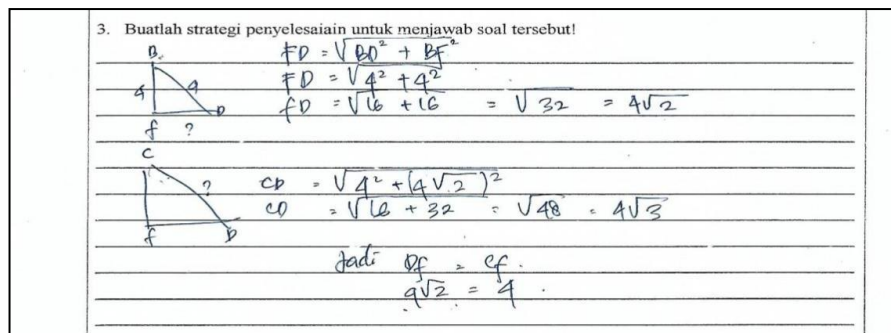 3. Buatlah strategi penyelesaiain untuk menjawab soal tersebut!
B
FD = √BD² + BF²
4 4
FD = √4² + 4²
D
fD = √16 + 16 = √32 = 4√2
f ?
C
?
CD = √4² + (4√2)²
CD = √16 + 32 = √48 = 4√3
f D
Jadi Df = Cf.
4√2 = 4.